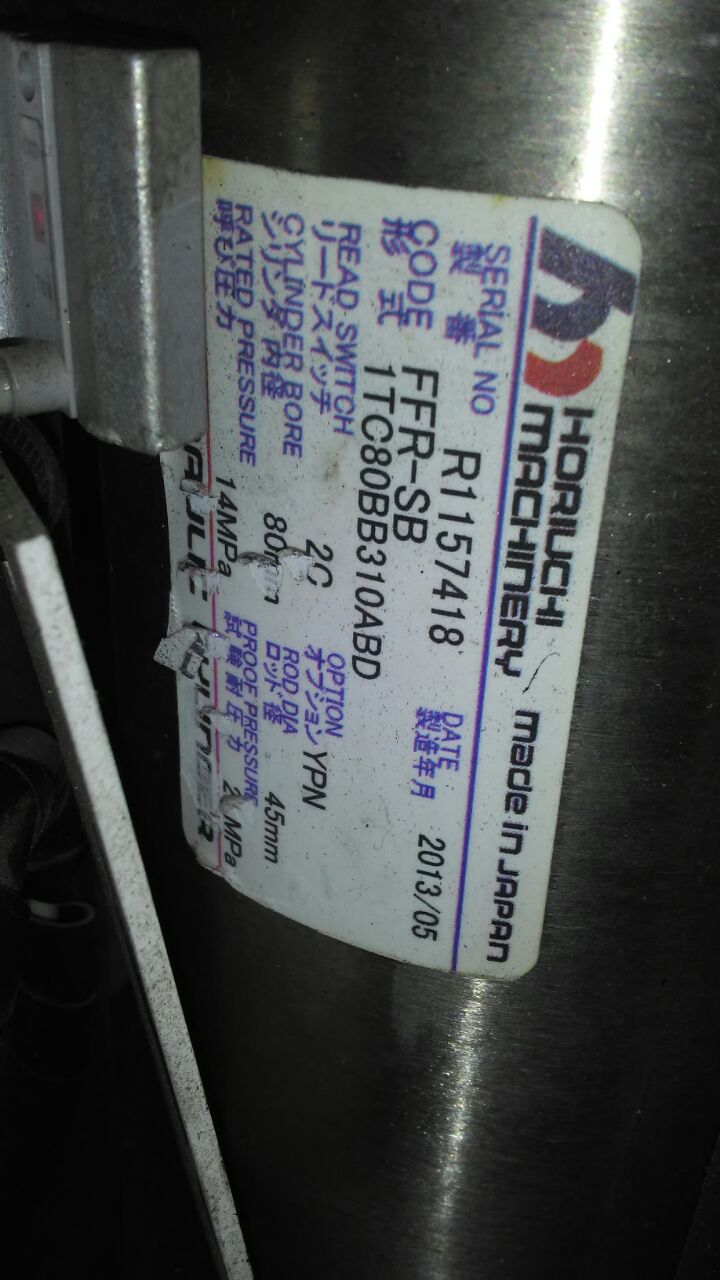 HORIUCHI
MACHINERY made in JAPAN
SERIAL NO R1157418 DATE 2013/05
製番 製造年月
CODE FFR-SB
形式 1TC80BB310ABD
READ SWITCH 2C OPTION YPN
リードスイッチ オプション
CYLINDER BORE 80mm ROD DIA 45mm
シリンダ内径 ロッド径
RATED PRESSURE 14MPa PROOF PRESSURE MPa
呼び圧力 試験耐圧力